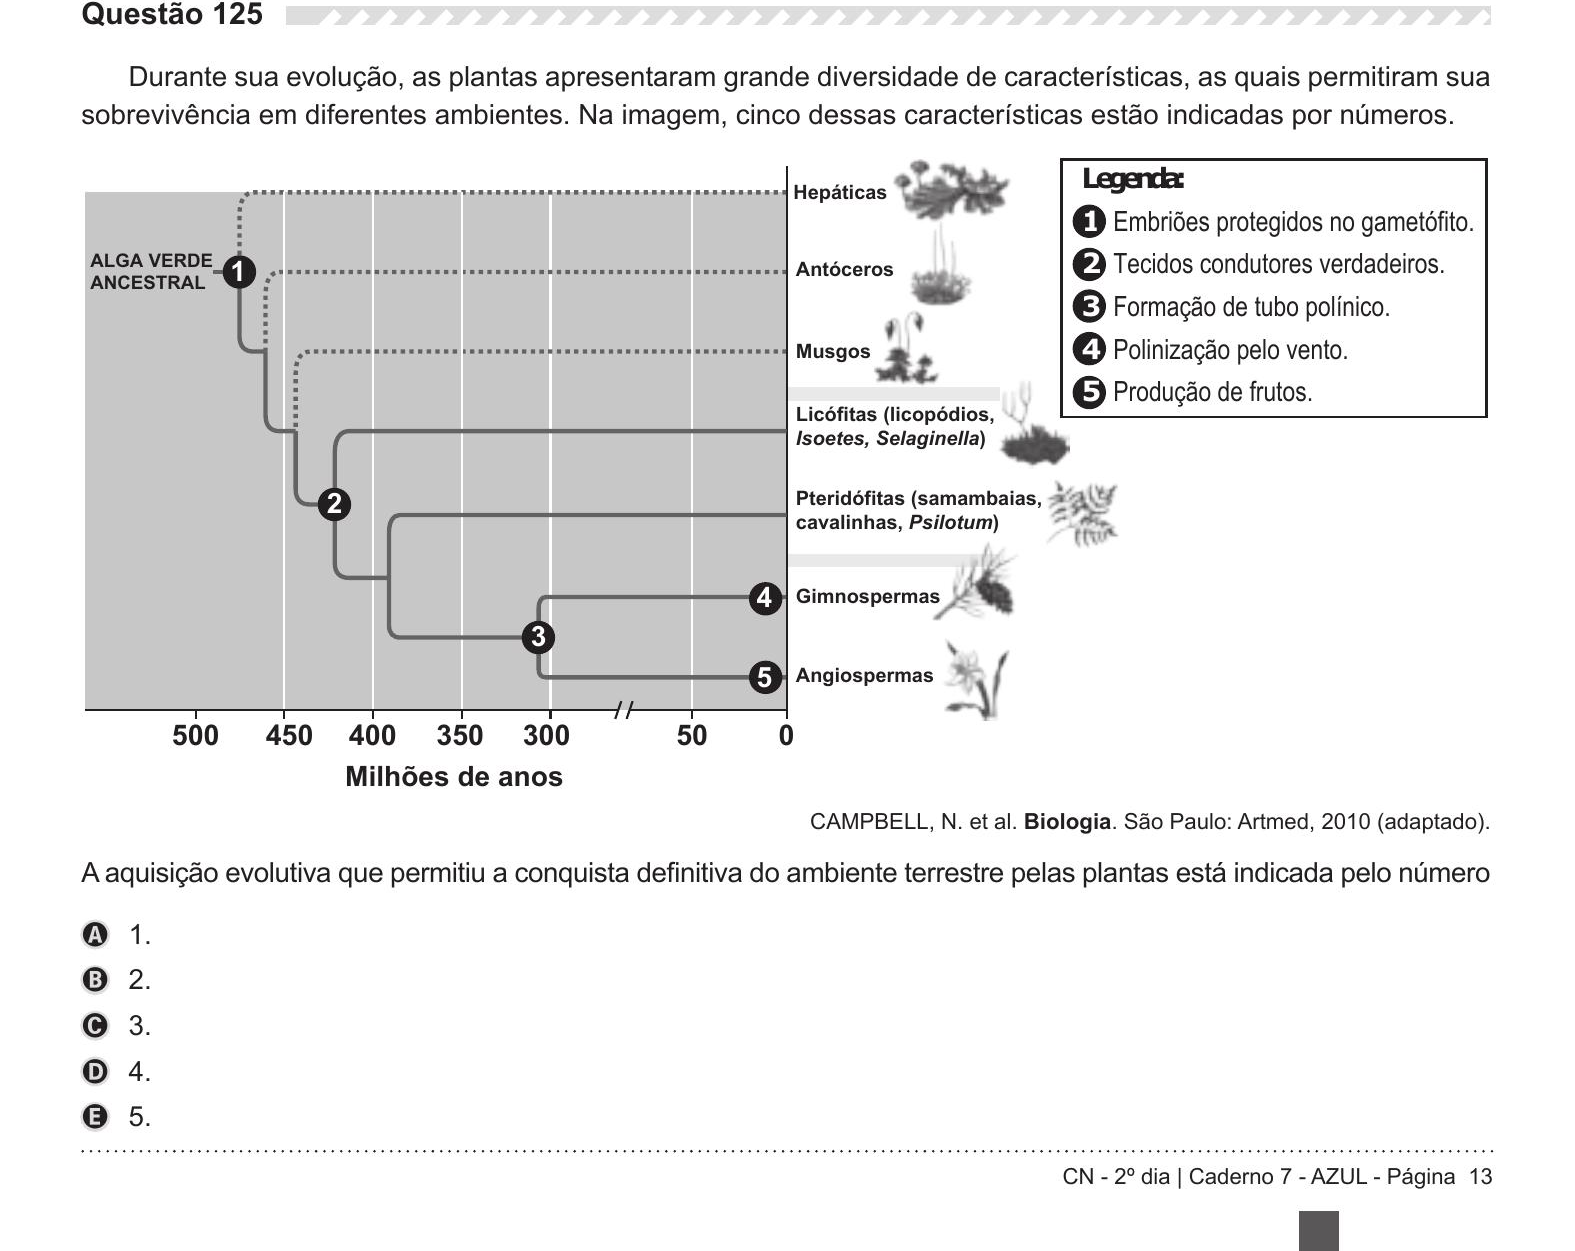 Questão 125
Durante sua evolução, as plantas apresentaram grande diversidade de características, as quais permitiram sua
sobrevivência em diferentes ambientes. Na imagem, cinco dessas características estão indicadas por números.
Legenda:
1 Embriões protegidos no gametófito.
2 Tecidos condutores verdadeiros.
3 Formação de tubo polínico.
4 Polinização pelo vento.
5 Produção de frutos.
Hepáticas
ALGA VERDE
ANCESTRAL
1
Antóceros
Musgos
Licófitas (licopódios,
Isoetes, Selaginella)
2
Pteridófitas (samambaias,
cavalinhas, Psilotum)
4
Gimnospermas
3
5
Angiospermas
500 450 400 350 300 50 0
Milhões de anos
CAMPBELL, N. et al. Biologia. São Paulo: Artmed, 2010 (adaptado).
A aquisição evolutiva que permitiu a conquista definitiva do ambiente terrestre pelas plantas está indicada pelo número
A 1.
B 2.
C 3.
D 4.
E 5.
CN - 2º dia | Caderno 7 - AZUL - Página 13